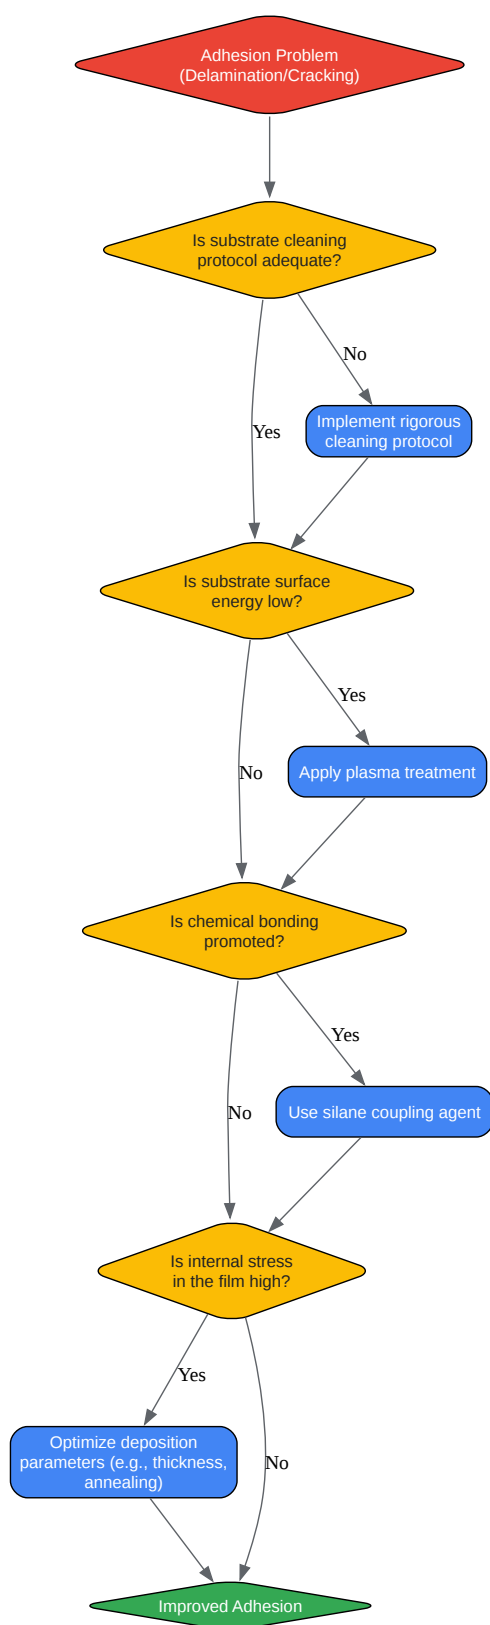 Adhesion Problem
(Delamination/Cracking)
Is substrate cleaning
protocol adequate?
No
Yes
Implement rigorous
cleaning protocol
Is substrate surface
energy low?
Yes
No
Apply plasma treatment
Is chemical bonding
promoted?
Yes
No
Use silane coupling agent
Is internal stress
in the film high?
Yes
No
Optimize deposition
parameters (e.g., thickness,
annealing)
Improved Adhesion